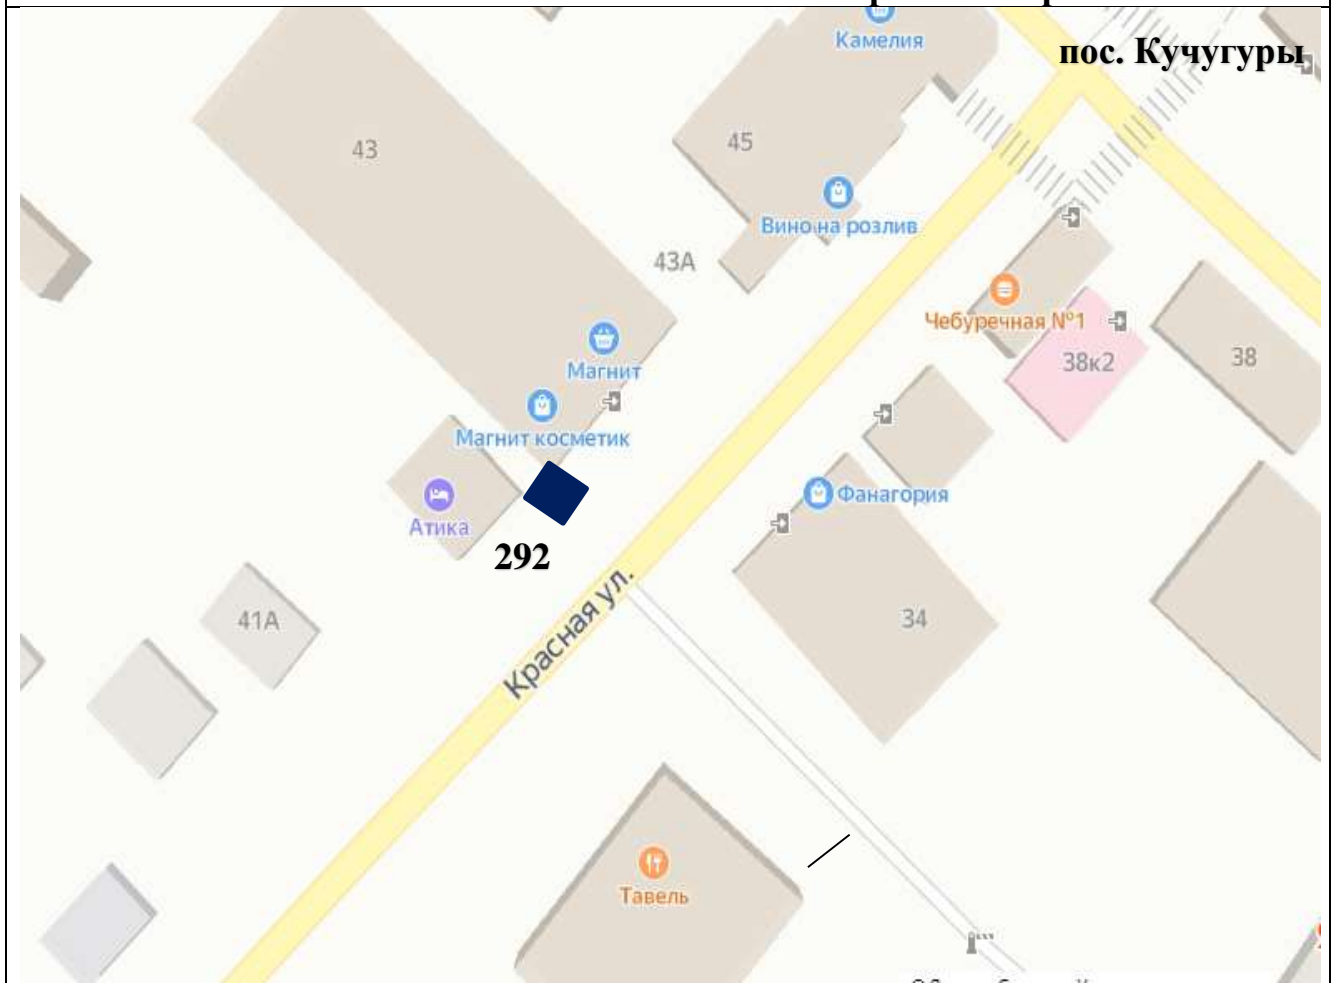 Камелия
пос. Кучугуры
43
45
Вино на розлив
43А
Чебуречная №1
38к2
38
Магнит
Магнит косметик
Атика
Фанагория
292
41А
Красная ул.
34
Тавель